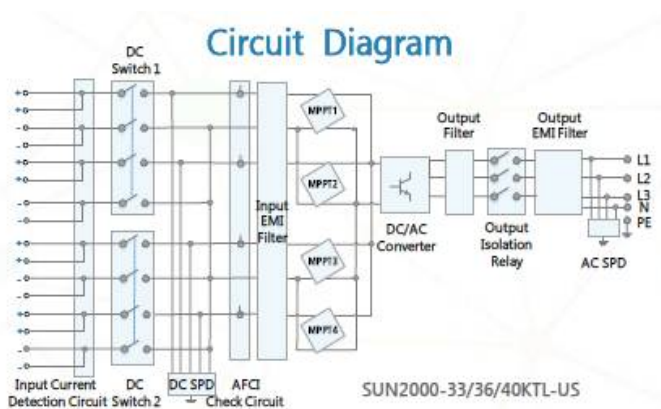 Circuit Diagram
DC
Switch 1
MPPT1
MPPT2
MPPT3
MPPT4
Input
EMI
Filter
DC/AC
Converter
Output
Filter
Output
Isolation
Relay
Output
EMI Filter
L1
L2
L3
N
PE
AC SPD
Input Current
Detection Circuit
DC
Switch 2
DC SPD
AFCI
Check Circuit
SUN2000-33/36/40KTL-US